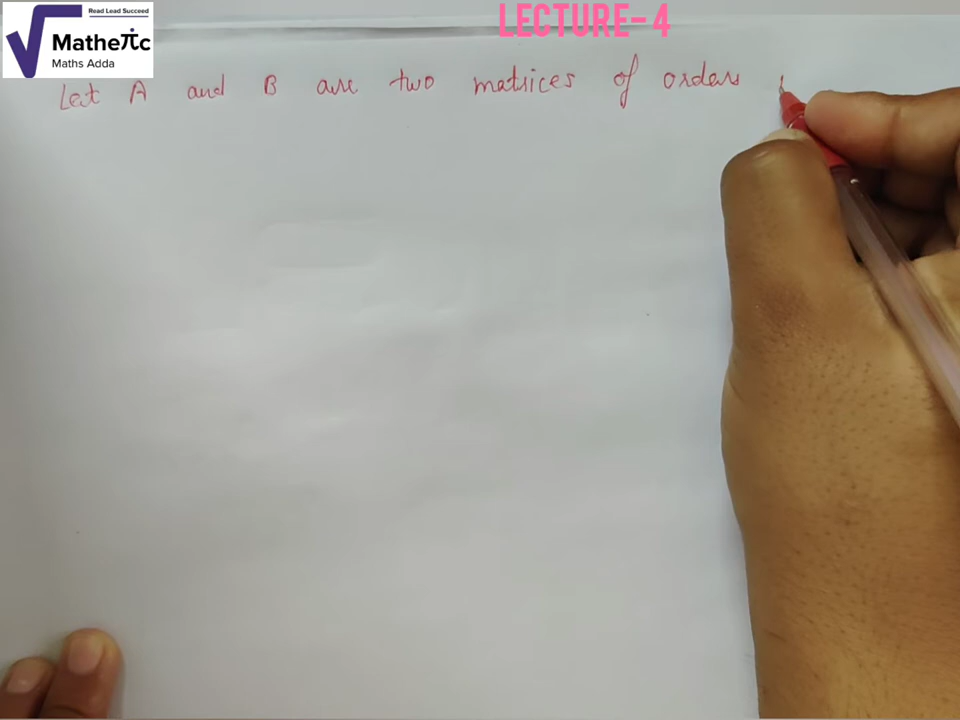 LECTURE-4
Read Lead Succeed
Matheπc
Maths Adda
Let A and B are two matrices of orders